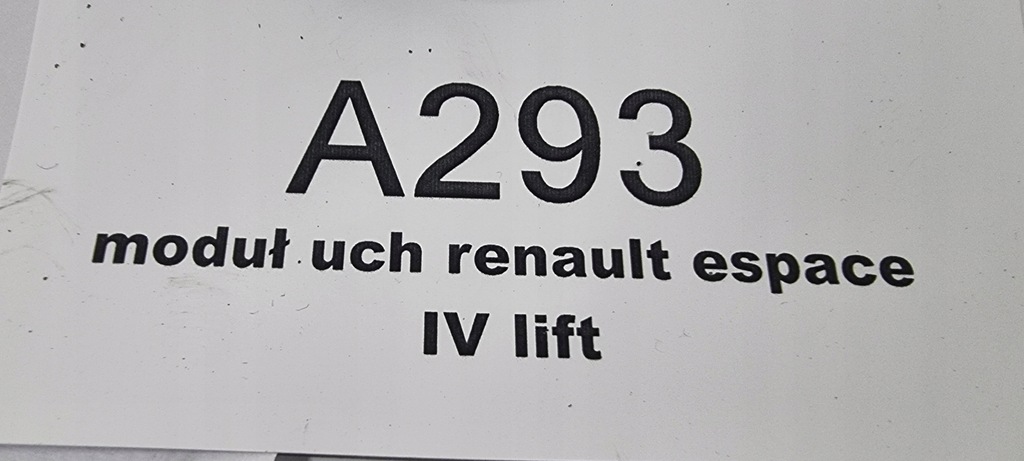 A293
moduł uch renault espace
IV lift